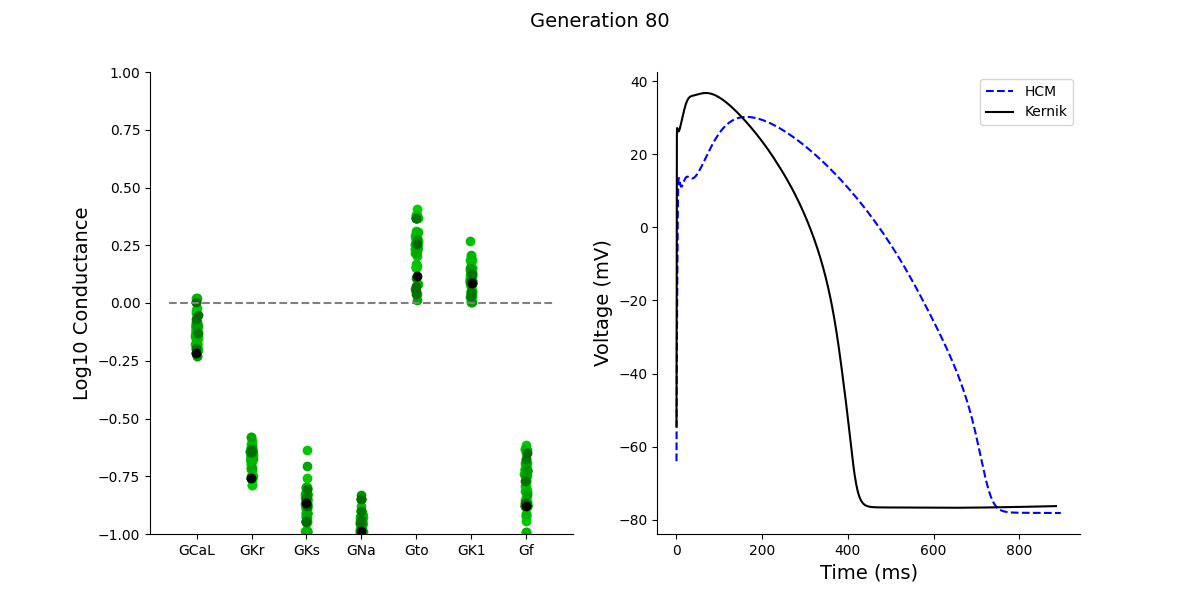 Generation 80
Log10 Conductance
1.00
0.75
0.50
0.25
0.00
−0.25
−0.50
−0.75
−1.00
GCaL GKr GKs GNa Gto GK1 Gf
Voltage (mV)
40
20
0
−20
−40
−60
−80
HCM
Kernik
0 200 400 600 800
Time (ms)